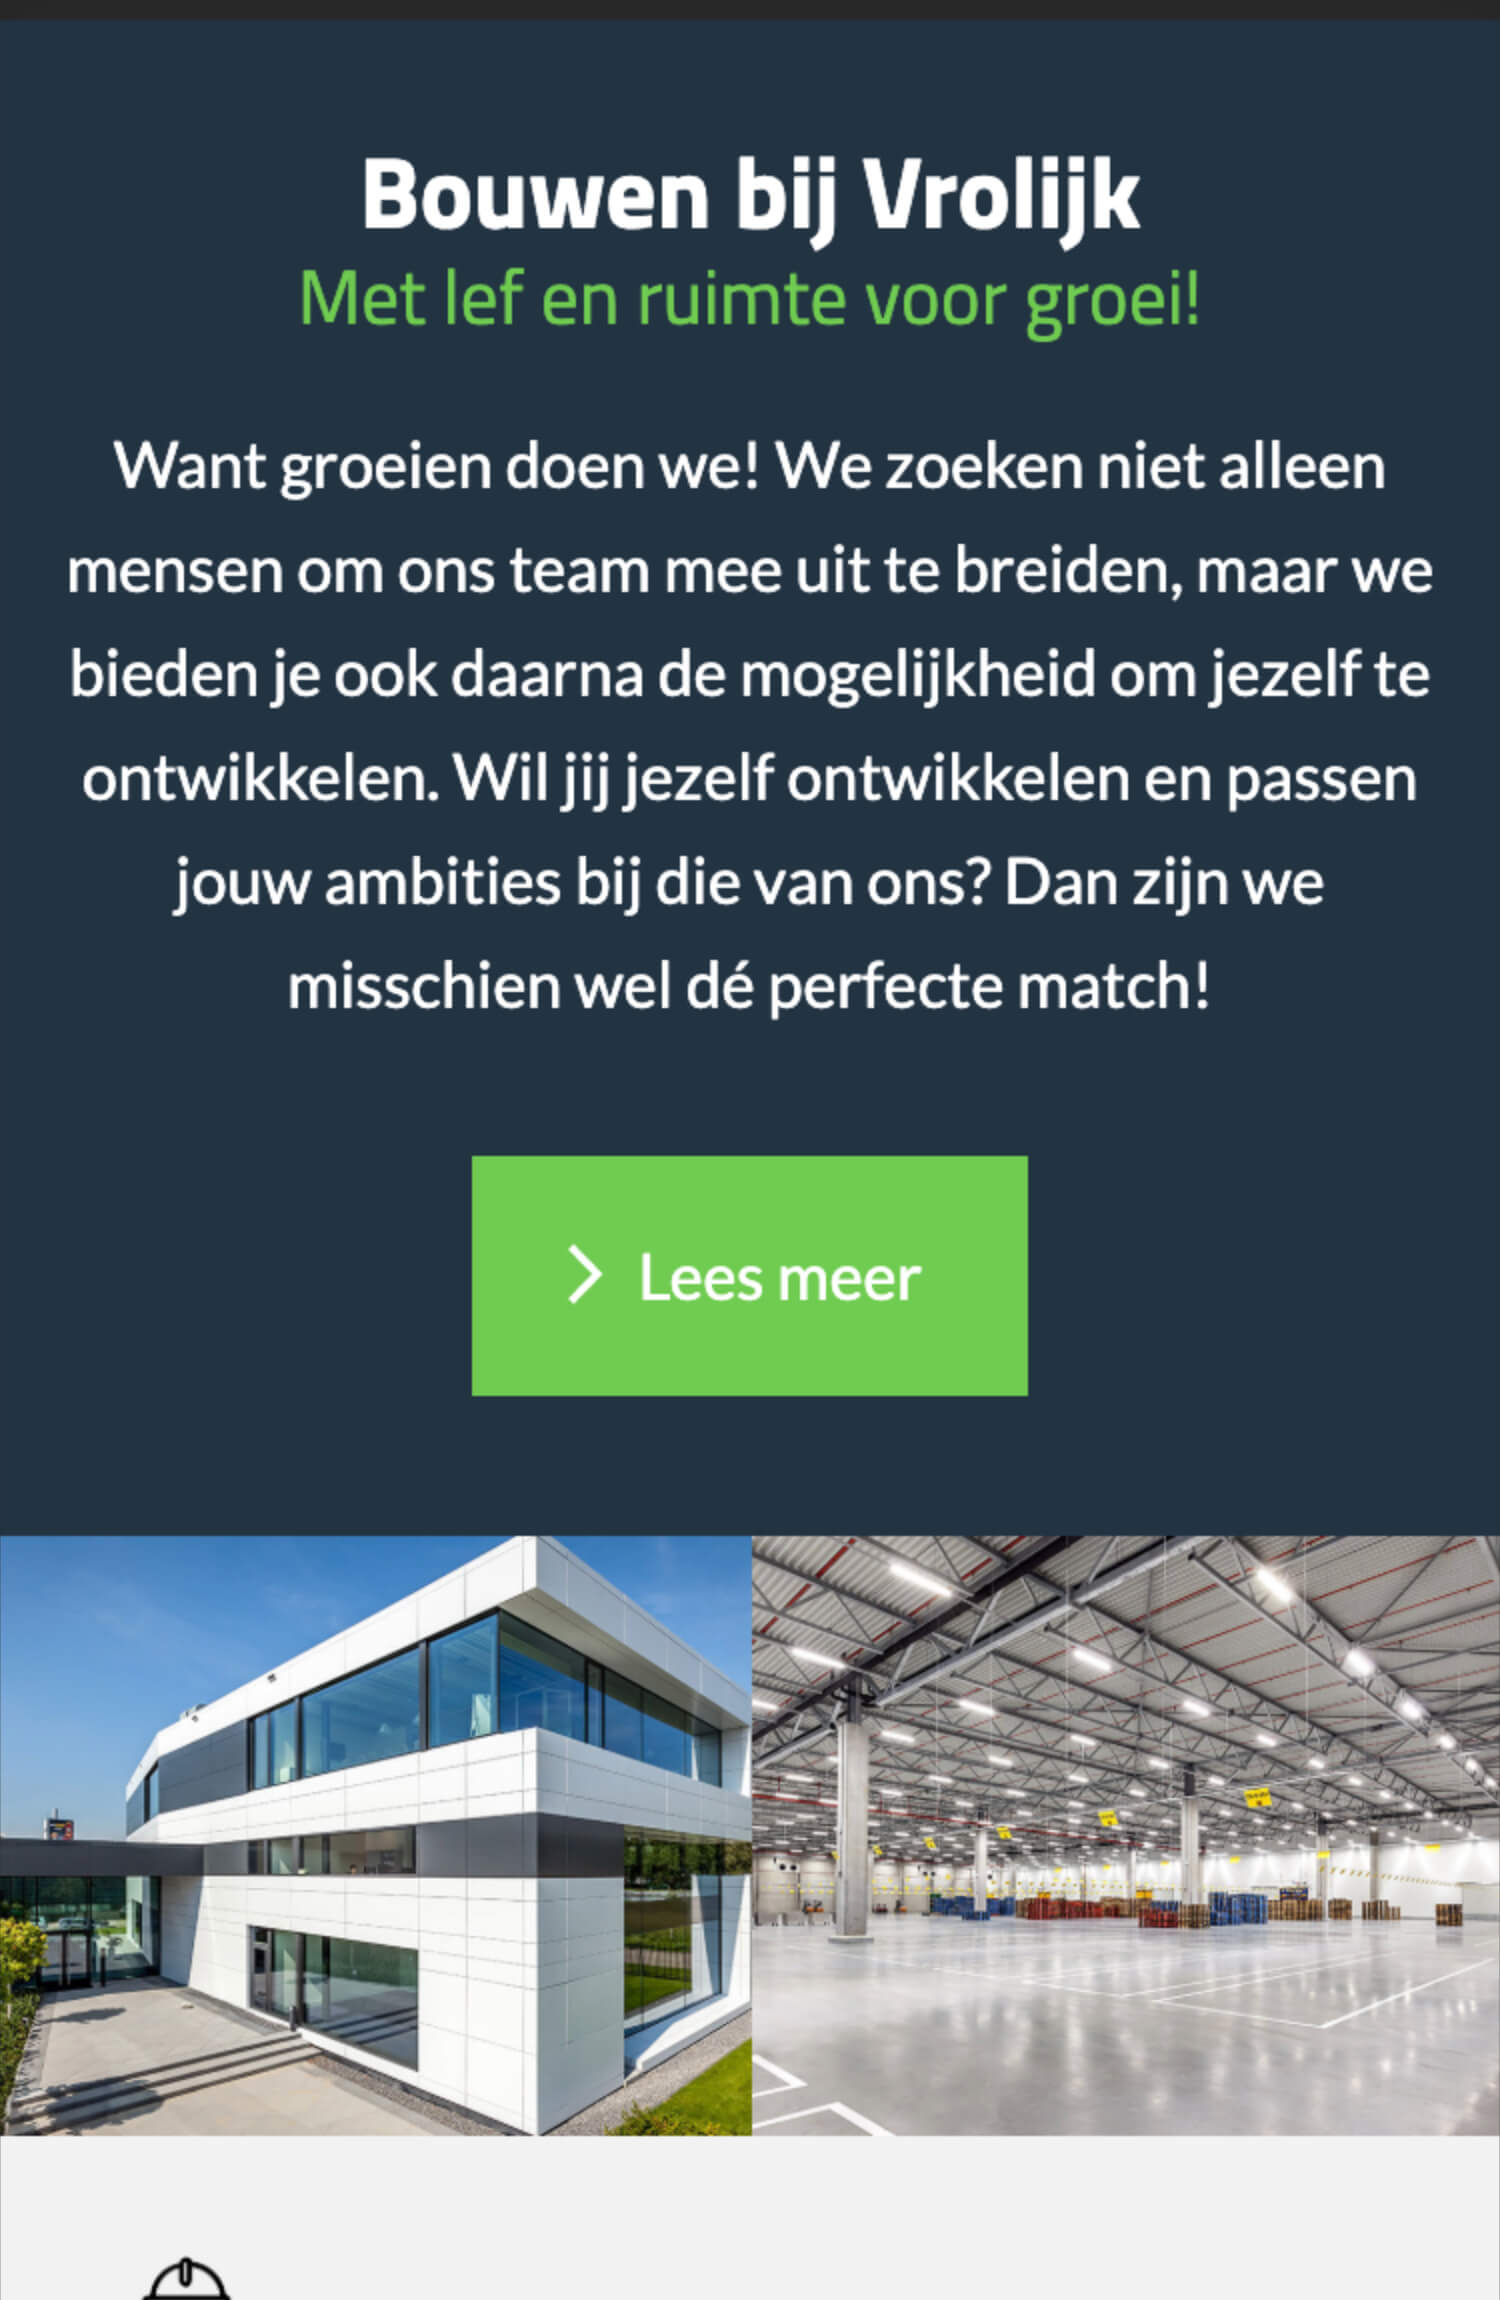 Bouwen bij Vrolijk
Met lef en ruimte voor groei!
Want groeien doen we! We zoeken niet alleen
mensen om ons team mee uit te breiden, maar we
bieden je ook daarna de mogelijkheid om jezelf te
ontwikkelen. Wil jij jezelf ontwikkelen en passen
jouw ambities bij die van ons? Dan zijn we
misschien wel dé perfecte match!
Lees meer